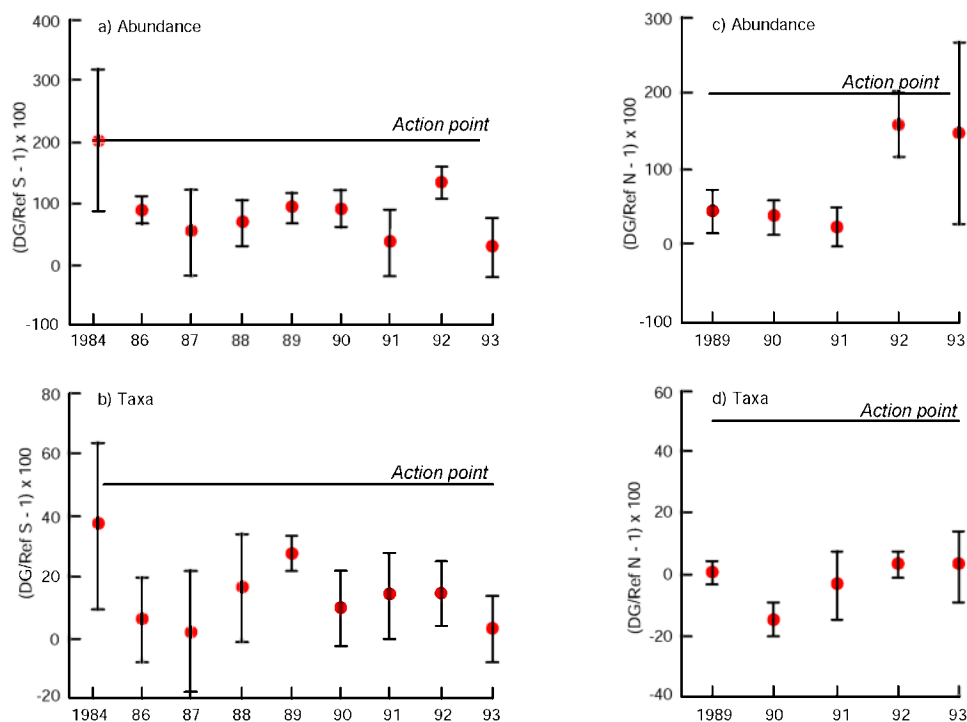 a) Abundance
400
300
200
100
0
-100
(DG/Ref S - 1) x 100
Action point
1984 86 87 88 89 90 91 92 93
c) Abundance
300
200
100
0
-100
(DG/Ref N - 1) x 100
Action point
1989 90 91 92 93
b) Taxa
80
60
40
20
0
-20
(DG/Ref S - 1) x 100
Action point
1984 86 87 88 89 90 91 92 93
d) Taxa
60
40
20
0
-20
-40
(DG/Ref N - 1) x 100
Action point
1989 90 91 92 93